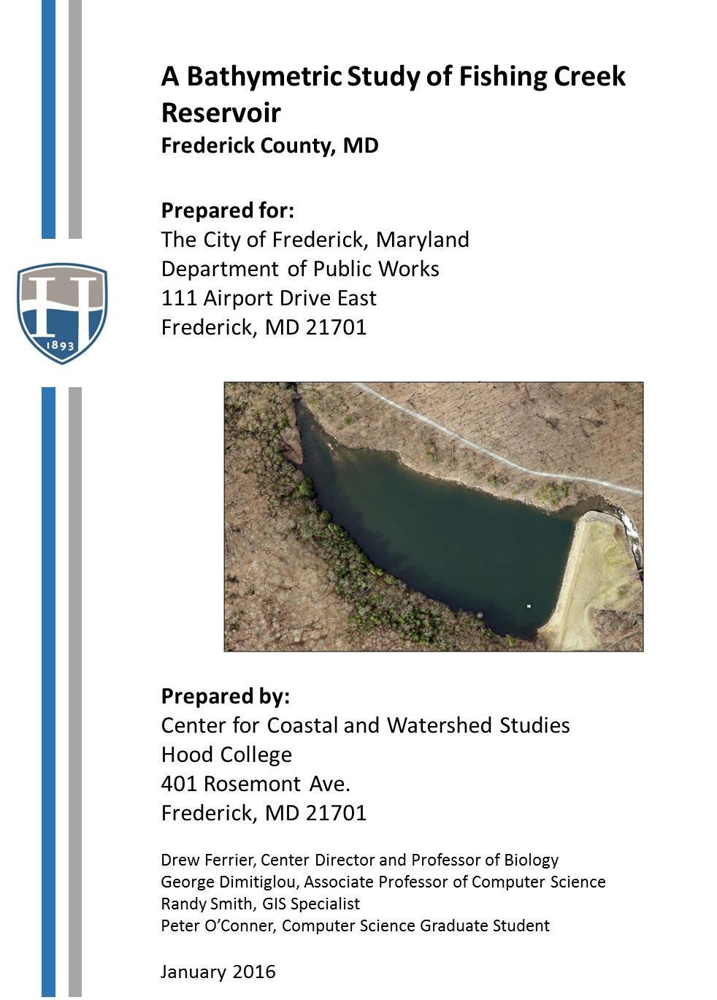 A Bathymetric Study of Fishing Creek
Reservoir
Frederick County, MD
Prepared for:
The City of Frederick, Maryland
Department of Public Works
111 Airport Drive East
Frederick, MD 21701
H
1893
Prepared by:
Center for Coastal and Watershed Studies
Hood College
401 Rosemont Ave.
Frederick, MD 21701
Drew Ferrier, Center Director and Professor of Biology
George Dimitiglou, Associate Professor of Computer Science
Randy Smith, GIS Specialist
Peter O’Conner, Computer Science Graduate Student
January 2016